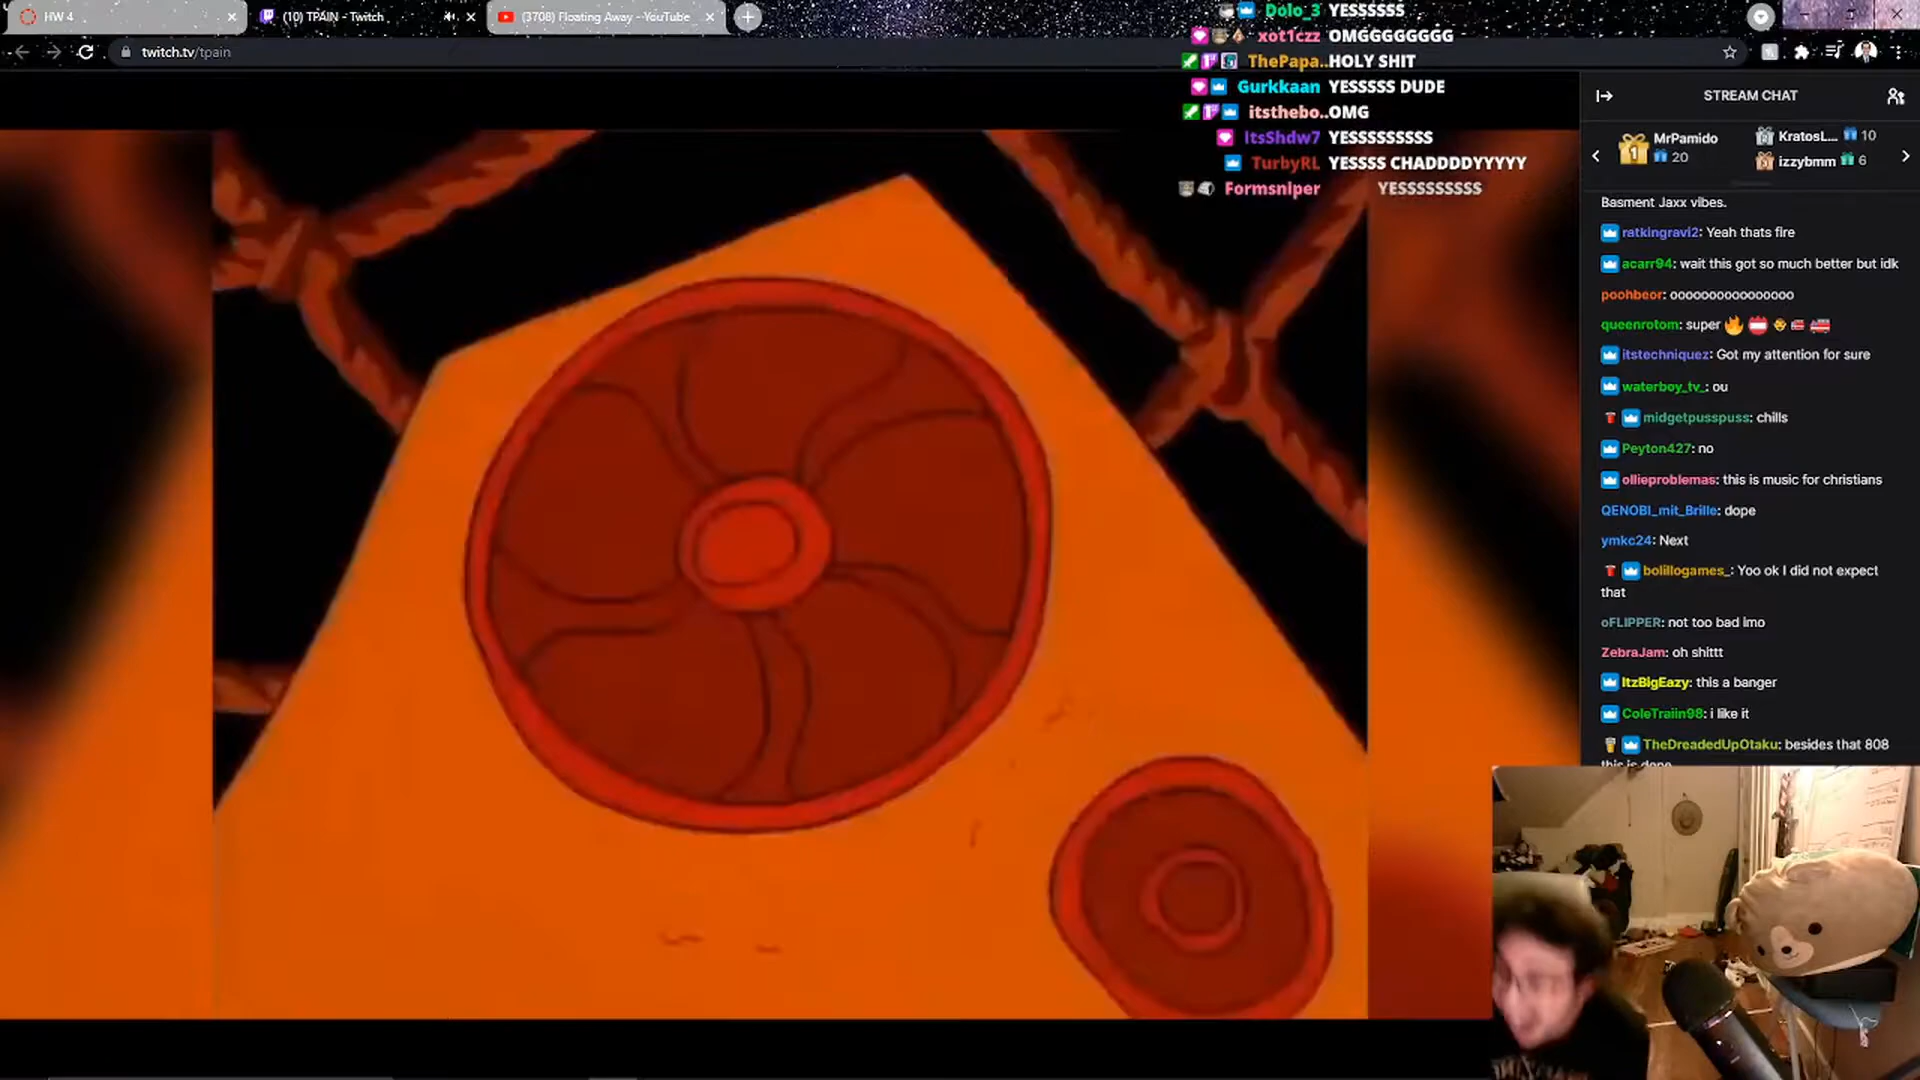 HW 4
(10) TPAIN - Twitch
(3708) Floating Away - YouTube
twitch.tv/tpain
Dolo_3 YESSSSSS
xot1czz OMGGGGGGGG
ThePapa.. HOLY SHIT
Gurkkaan YESSSSS DUDE
itsthebo.. OMG
ItsShdw7 YESSSSSSSSS
TurbyRL YESSSS CHADDDDYYYYY
Formsniper YESSSSSSSSS
STREAM CHAT
1 MrPamido 20
KratosL... 10
izzybmm 6
Basment Jaxx vibes.
ratkingravi2: Yeah thats fire
acarr94: wait this got so much better but idk
poohbeor: oooooooooooooooo
queenrotom: super 🔥
itstechniquez: Got my attention for sure
waterboy_tv_: ou
midgetpusspuss: chills
Peyton427: no
ollieproblemas: this is music for christians
QENOBI_mit_Brille: dope
ymkc24: Next
bolillogames_: Yoo ok I did not expect
that
oFLIPPER: not too bad imo
ZebraJam: oh shittt
ItzBigEazy: this a banger
ColeTraiin98: i like it
TheDreadedUpOtaku: besides that 808
this is dope